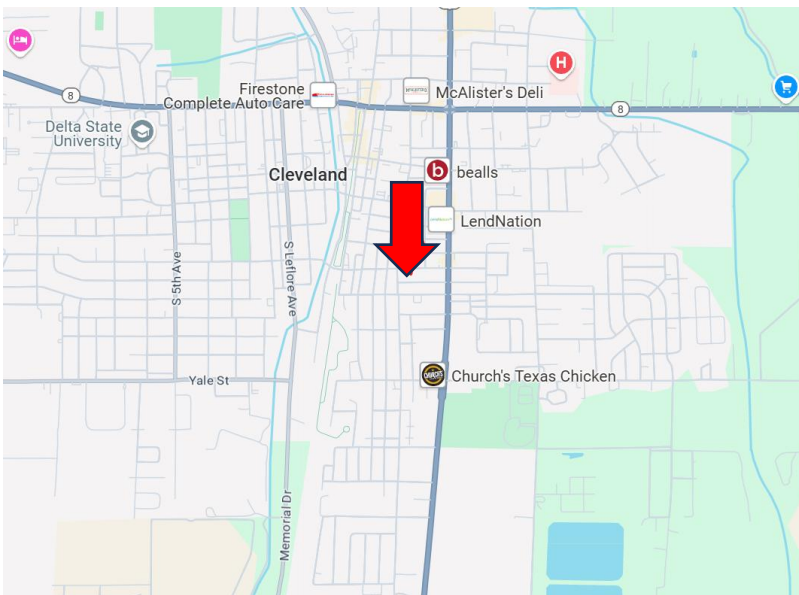 Firestone
Complete Auto Care
McAlister's Deli
H
8
8
Delta State
University
Cleveland
b
bealls
LendNation
S 5th Ave
S Leflore Ave
Yale St
Church's Texas Chicken
Memorial Dr